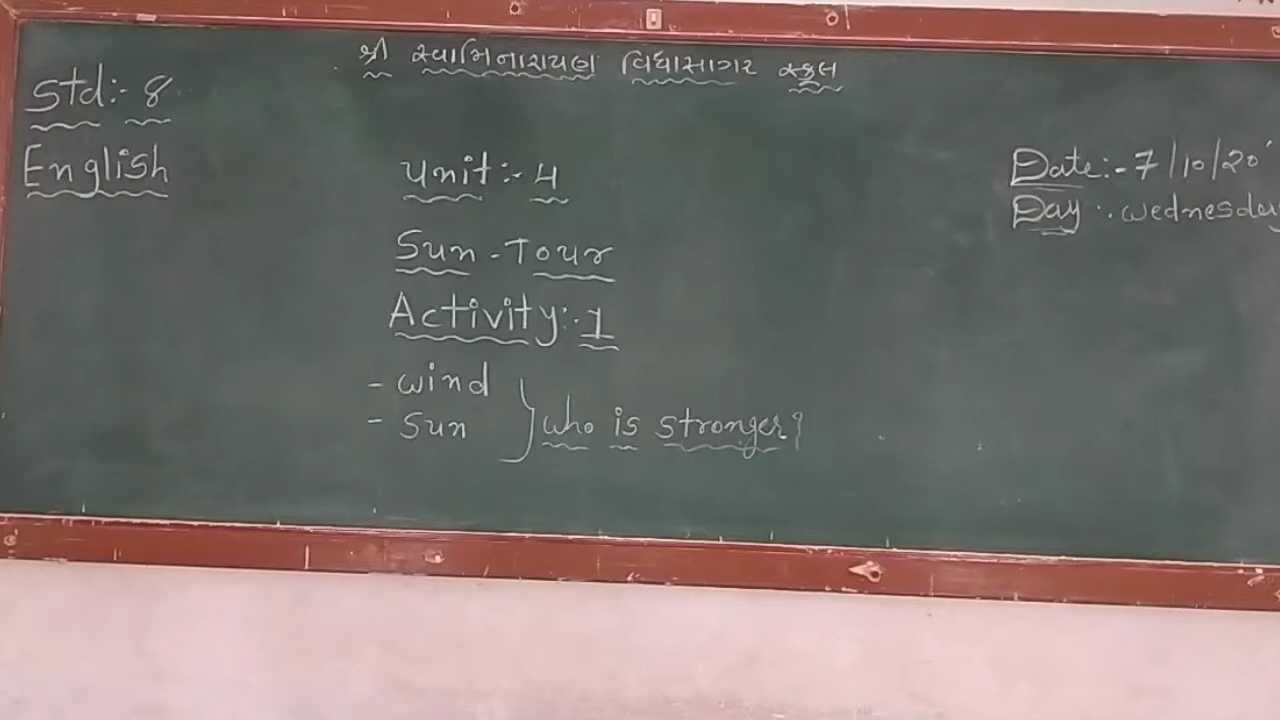 શ્રી સ્વામિનારાયણ વિદ્યાસાગર સ્કુલ
Std:- 8
English
Date:- 7/10/20'
Day :. wednesday
Unit:- 4
Sun - Tour
Activity:- 1
- wind
- Sun } who is stronger?